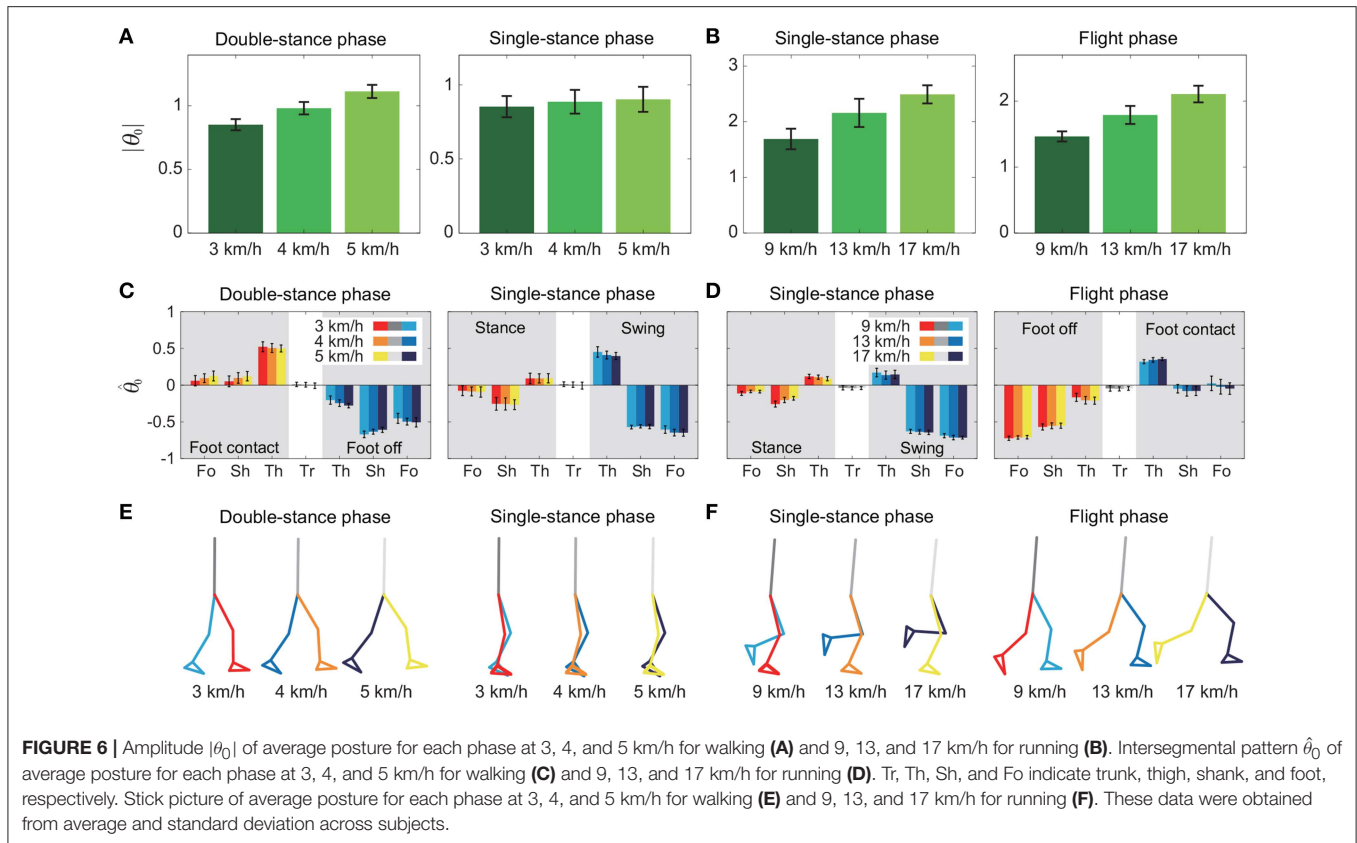 A
Double-stance phase
Single-stance phase
B
Single-stance phase
Flight phase
|θ₀|
1
0.5
0
3 km/h 4 km/h 5 km/h
1
0.5
0
3 km/h 4 km/h 5 km/h
3
2
1
0
9 km/h 13 km/h 17 km/h
2
1
0
9 km/h 13 km/h 17 km/h
C
Double-stance phase
Single-stance phase
D
Single-stance phase
Flight phase
θ̂₀
1
0.5
0
-0.5
-1
3 km/h
4 km/h
5 km/h
Foot contact
Foot off
Fo Sh Th Tr Th Sh Fo
Stance
Swing
Fo Sh Th Tr Th Sh Fo
9 km/h
13 km/h
17 km/h
Stance
Swing
Fo Sh Th Tr Th Sh Fo
Foot off
Foot contact
Fo Sh Th Tr Th Sh Fo
E
Double-stance phase
Single-stance phase
F
Single-stance phase
Flight phase
3 km/h 4 km/h 5 km/h
3 km/h 4 km/h 5 km/h
9 km/h 13 km/h 17 km/h
9 km/h 13 km/h 17 km/h
FIGURE 6 | Amplitude |θ₀| of average posture for each phase at 3, 4, and 5 km/h for walking (A) and 9, 13, and 17 km/h for running (B). Intersegmental pattern θ̂₀ of
average posture for each phase at 3, 4, and 5 km/h for walking (C) and 9, 13, and 17 km/h for running (D). Tr, Th, Sh, and Fo indicate trunk, thigh, shank, and foot,
respectively. Stick picture of average posture for each phase at 3, 4, and 5 km/h for walking (E) and 9, 13, and 17 km/h for running (F). These data were obtained
from average and standard deviation across subjects.